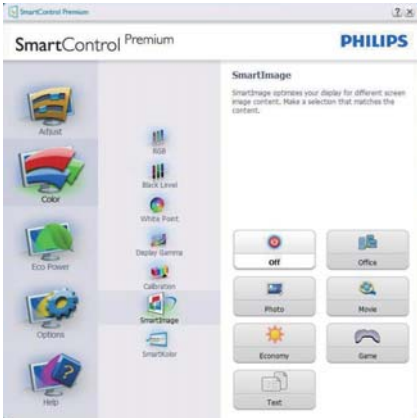 SmartControl Premium
SmartControl Premium
PHILIPS
Adjust
Color
Eco Power
Options
Help
RGB
Black Level
White Point
Display Gamma
Calibration
SmartImage
SmartKolor
SmartImage
SmartImage optimizes your display for different screen
image content. Make a selection that matches the
content.
Off
Office
Photo
Movie
Economy
Game
Text